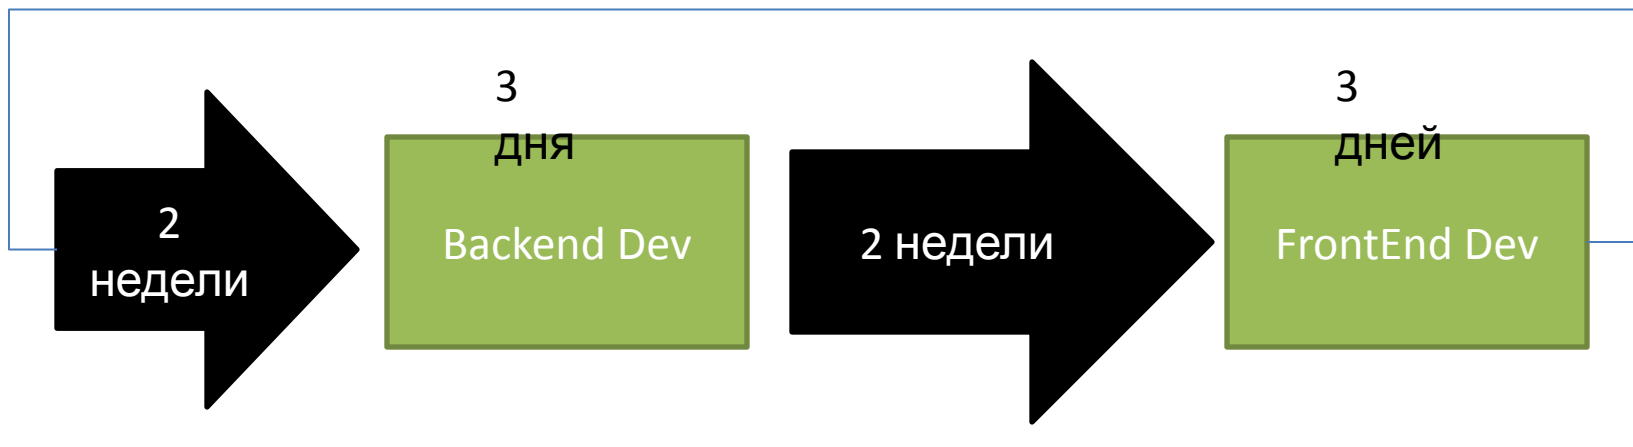 2
недели
3
дня
Backend Dev
2 недели
3
дней
FrontEnd Dev